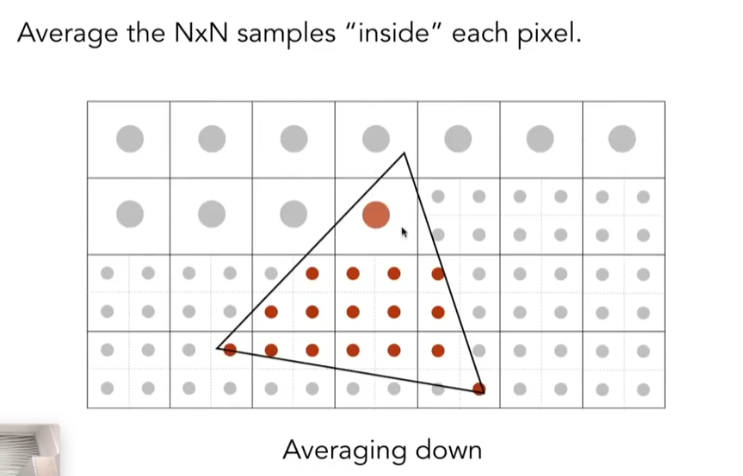 Average the NxN samples “inside” each pixel.
Averaging down